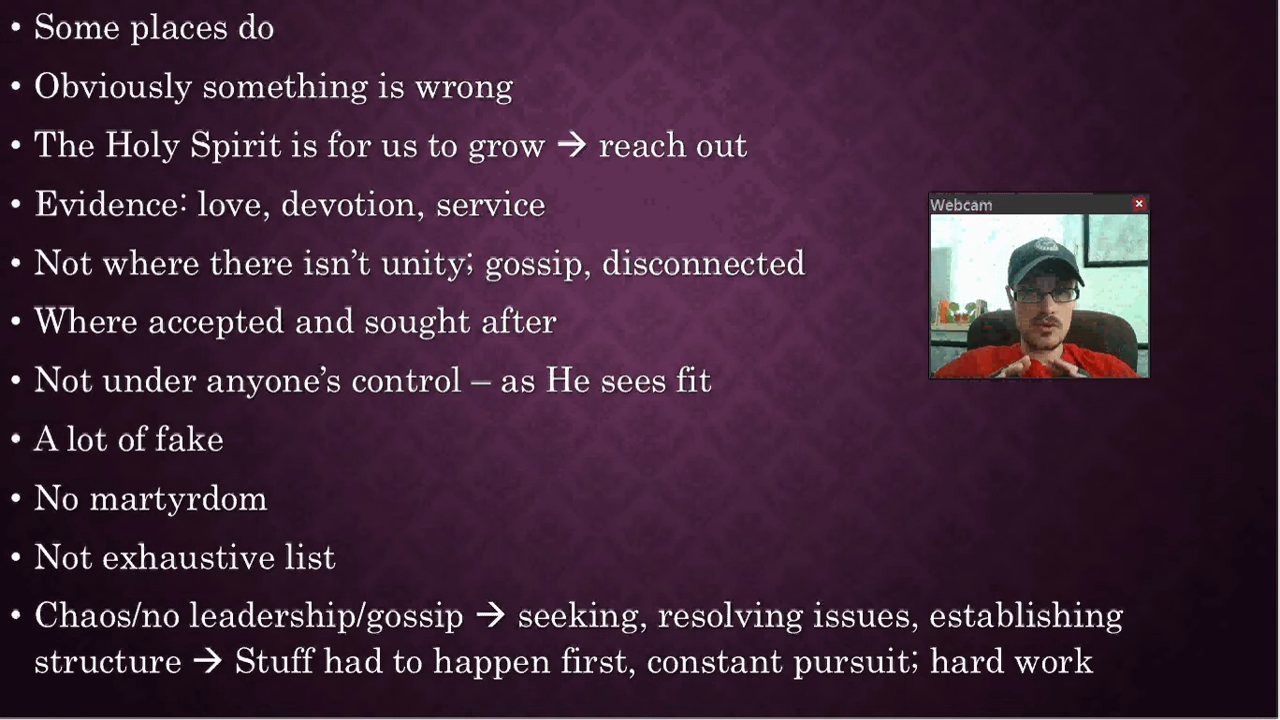 • Some places do
• Obviously something is wrong
• The Holy Spirit is for us to grow → reach out
• Evidence: love, devotion, service
• Not where there isn’t unity; gossip, disconnected
Webcam
• Where accepted and sought after
• Not under anyone’s control – as He sees fit
• A lot of fake
• No martyrdom
• Not exhaustive list
• Chaos/no leadership/gossip → seeking, resolving issues, establishing
structure → Stuff had to happen first, constant pursuit; hard work